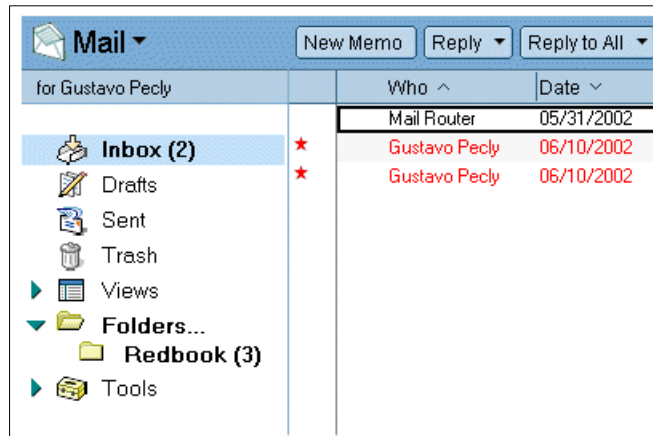 Mail
New Memo Reply Reply to All
for Gustavo Pecly Who Date
Mail Router 05/31/2002
Inbox (2) Gustavo Pecly 06/10/2002
Drafts Gustavo Pecly 06/10/2002
Sent
Trash
Views
Folders...
Redbook (3)
Tools